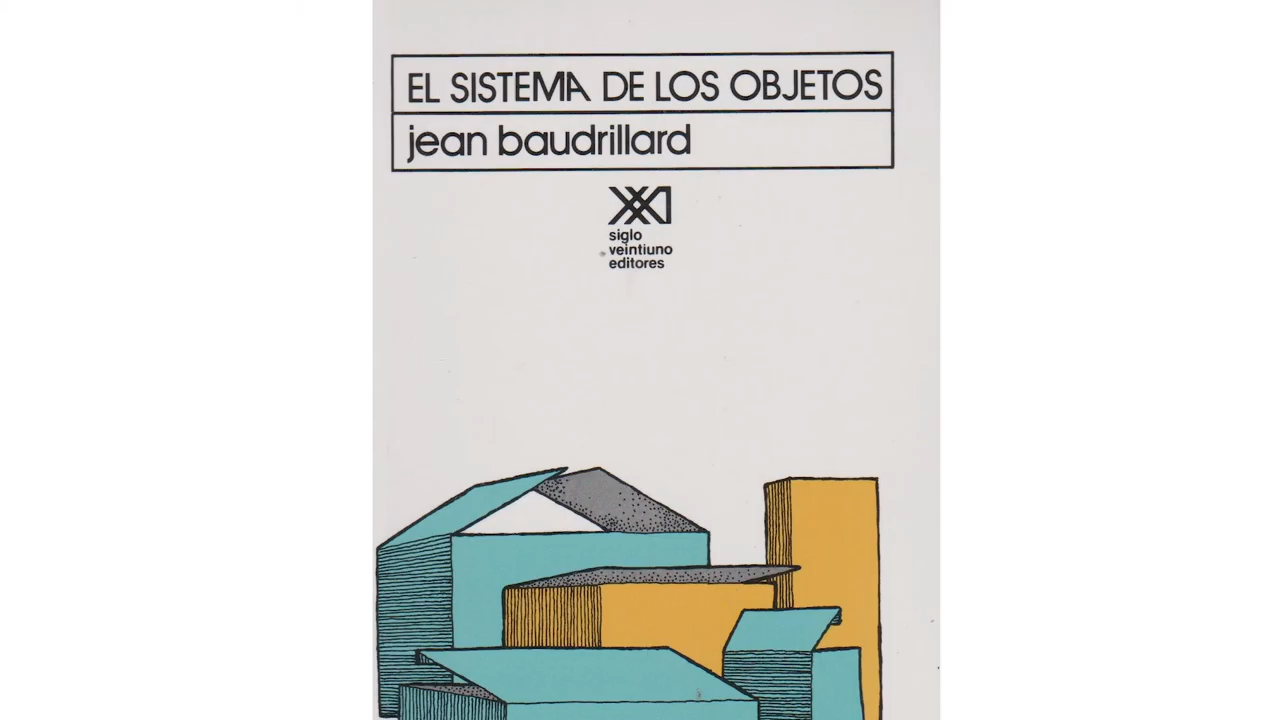 EL SISTEMA DE LOS OBJETOS
jean baudrillard
siglo
veintiuno
editores